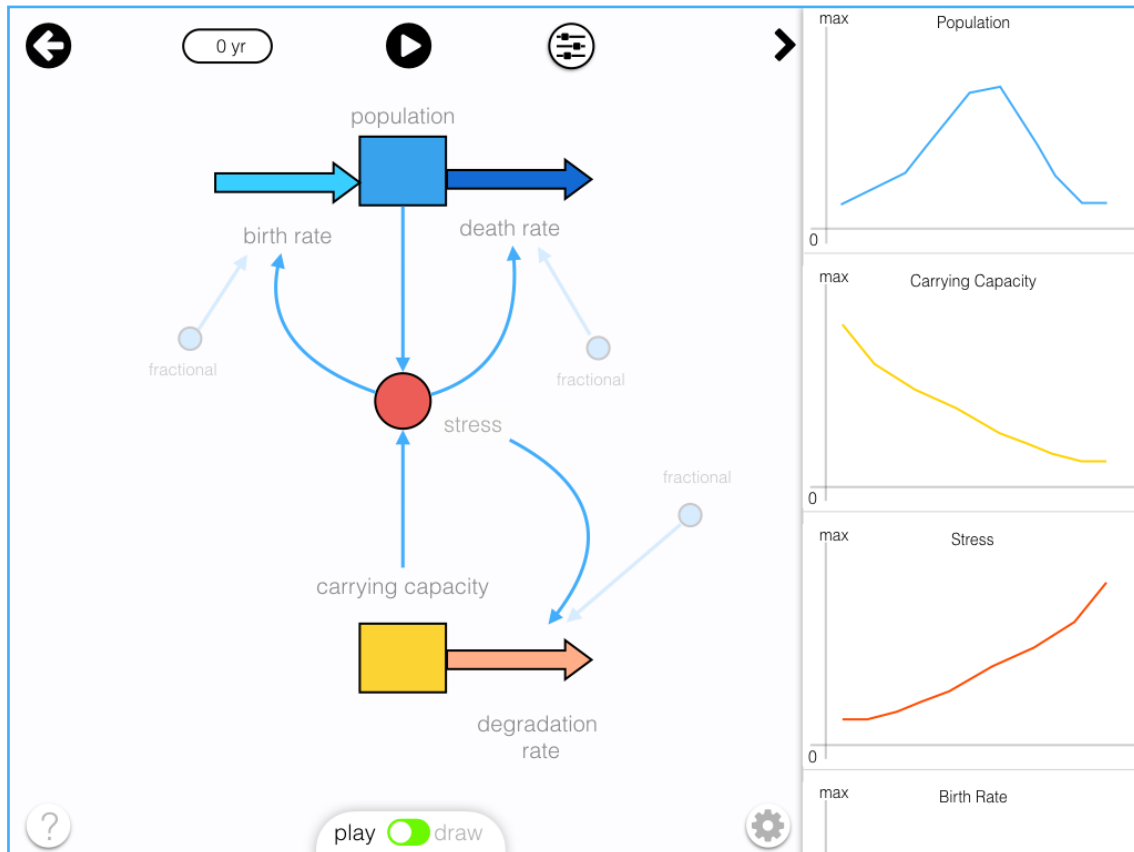 0 yr
population
birth rate
death rate
fractional
fractional
stress
fractional
carrying capacity
degradation
rate
?
play draw
max
Population
0
max
Carrying Capacity
0
max
Stress
0
max
Birth Rate